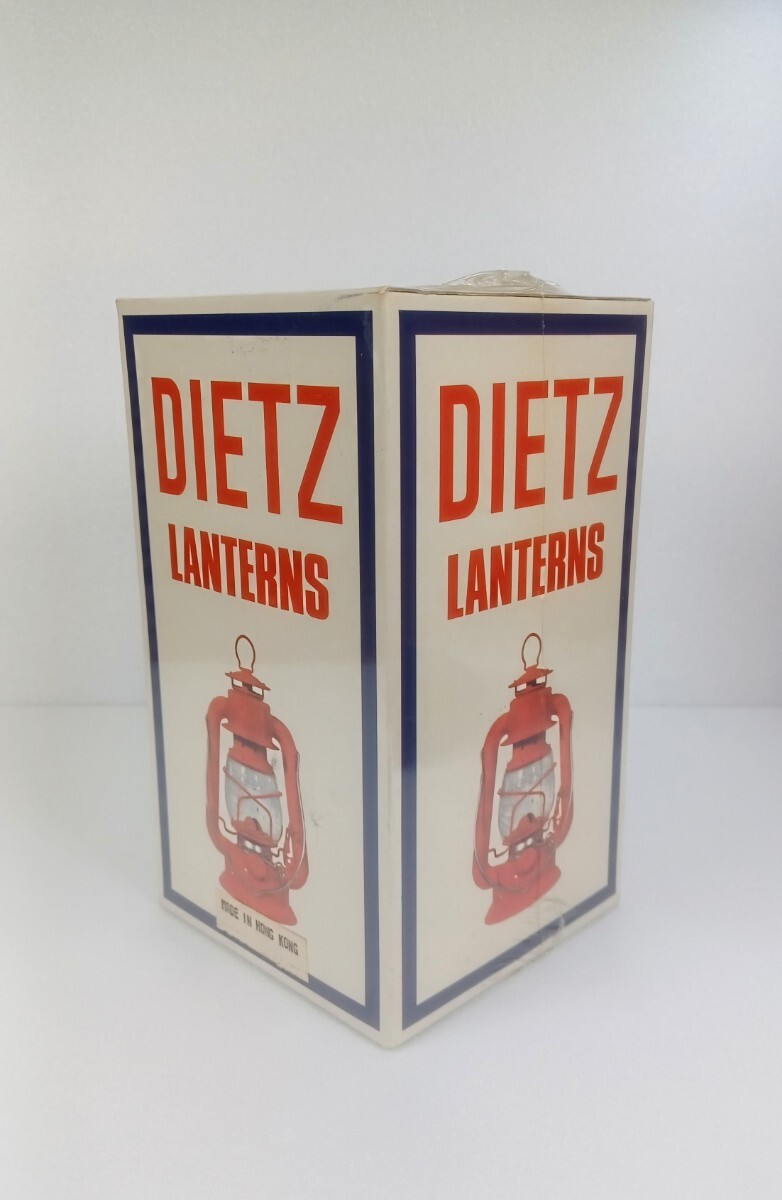 DIETZ
LANTERNS
MADE IN HONG KONG
DIETZ
LANTERNS